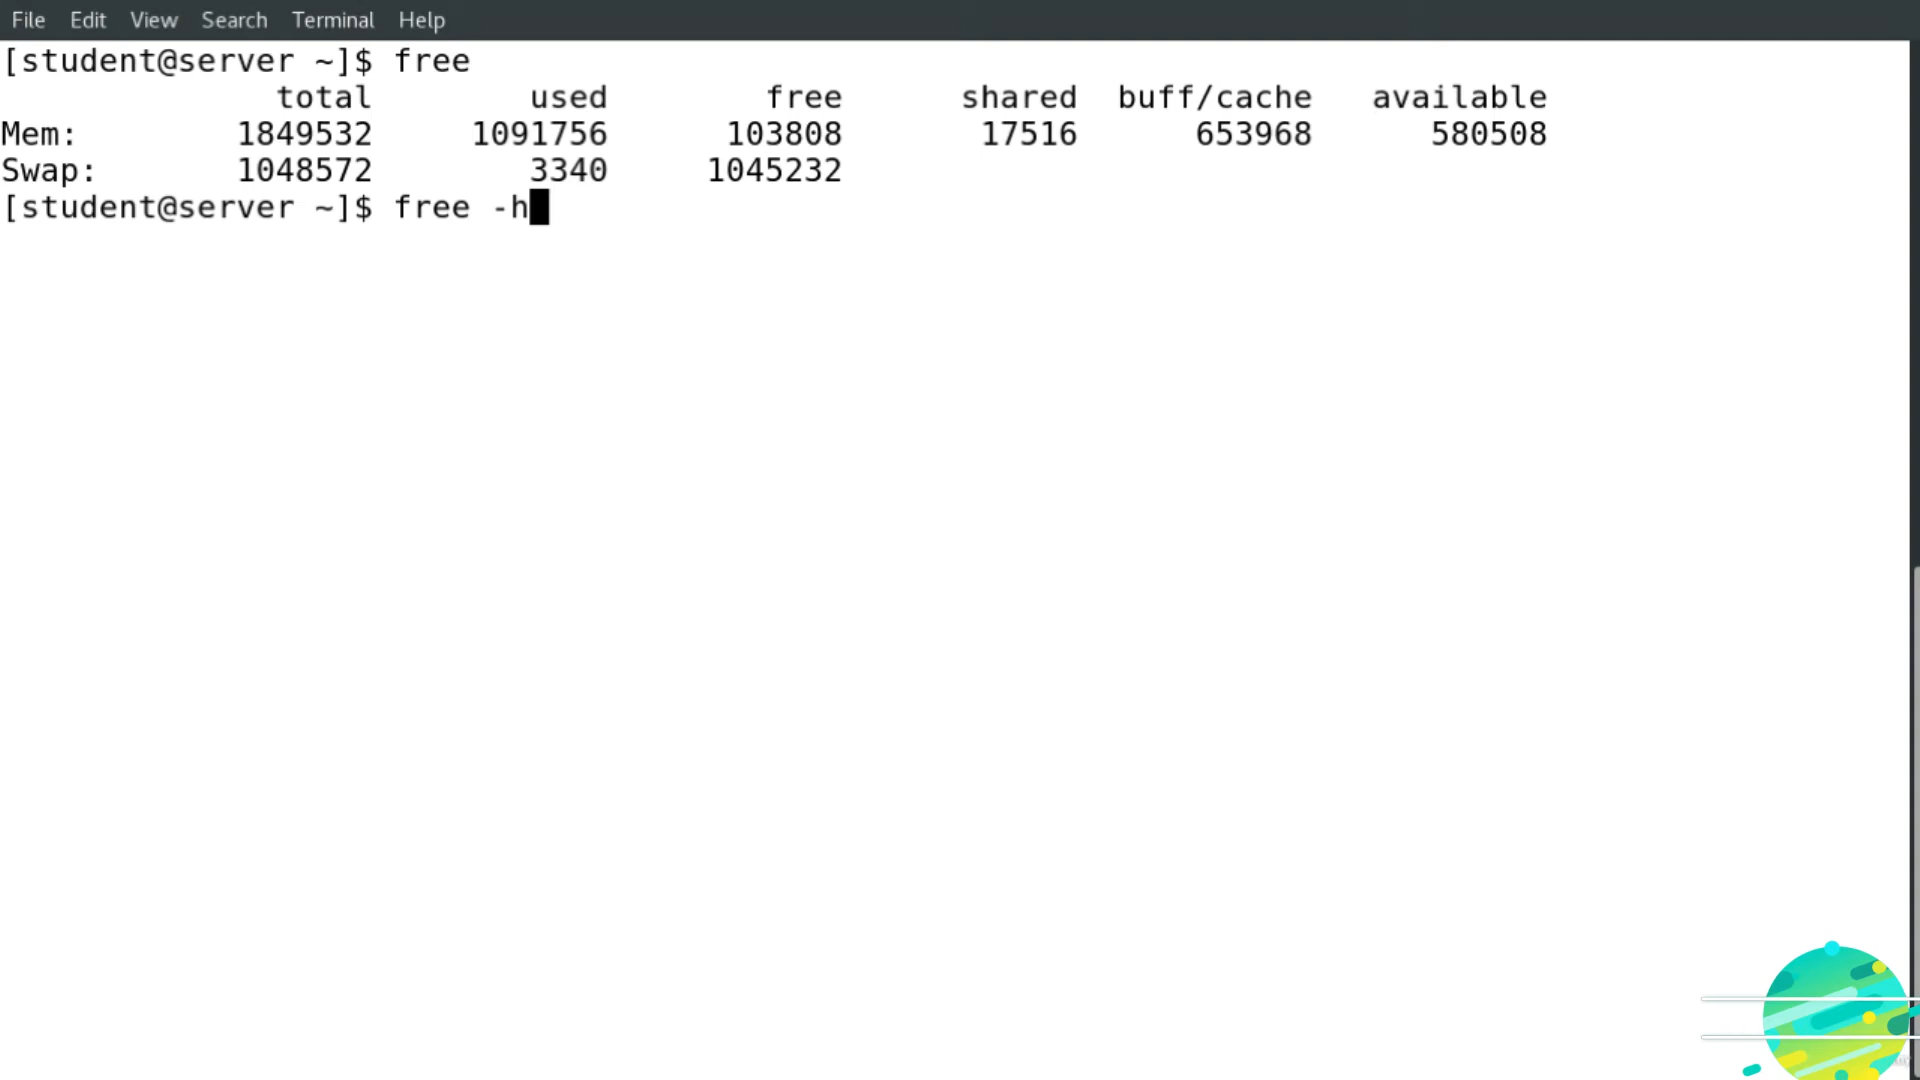 File Edit View Search Terminal Help
[student@server ~]$ free
total used free shared buff/cache available
Mem: 1849532 1091756 103808 17516 653968 580508
Swap: 1048572 3340 1045232
[student@server ~]$ free -h